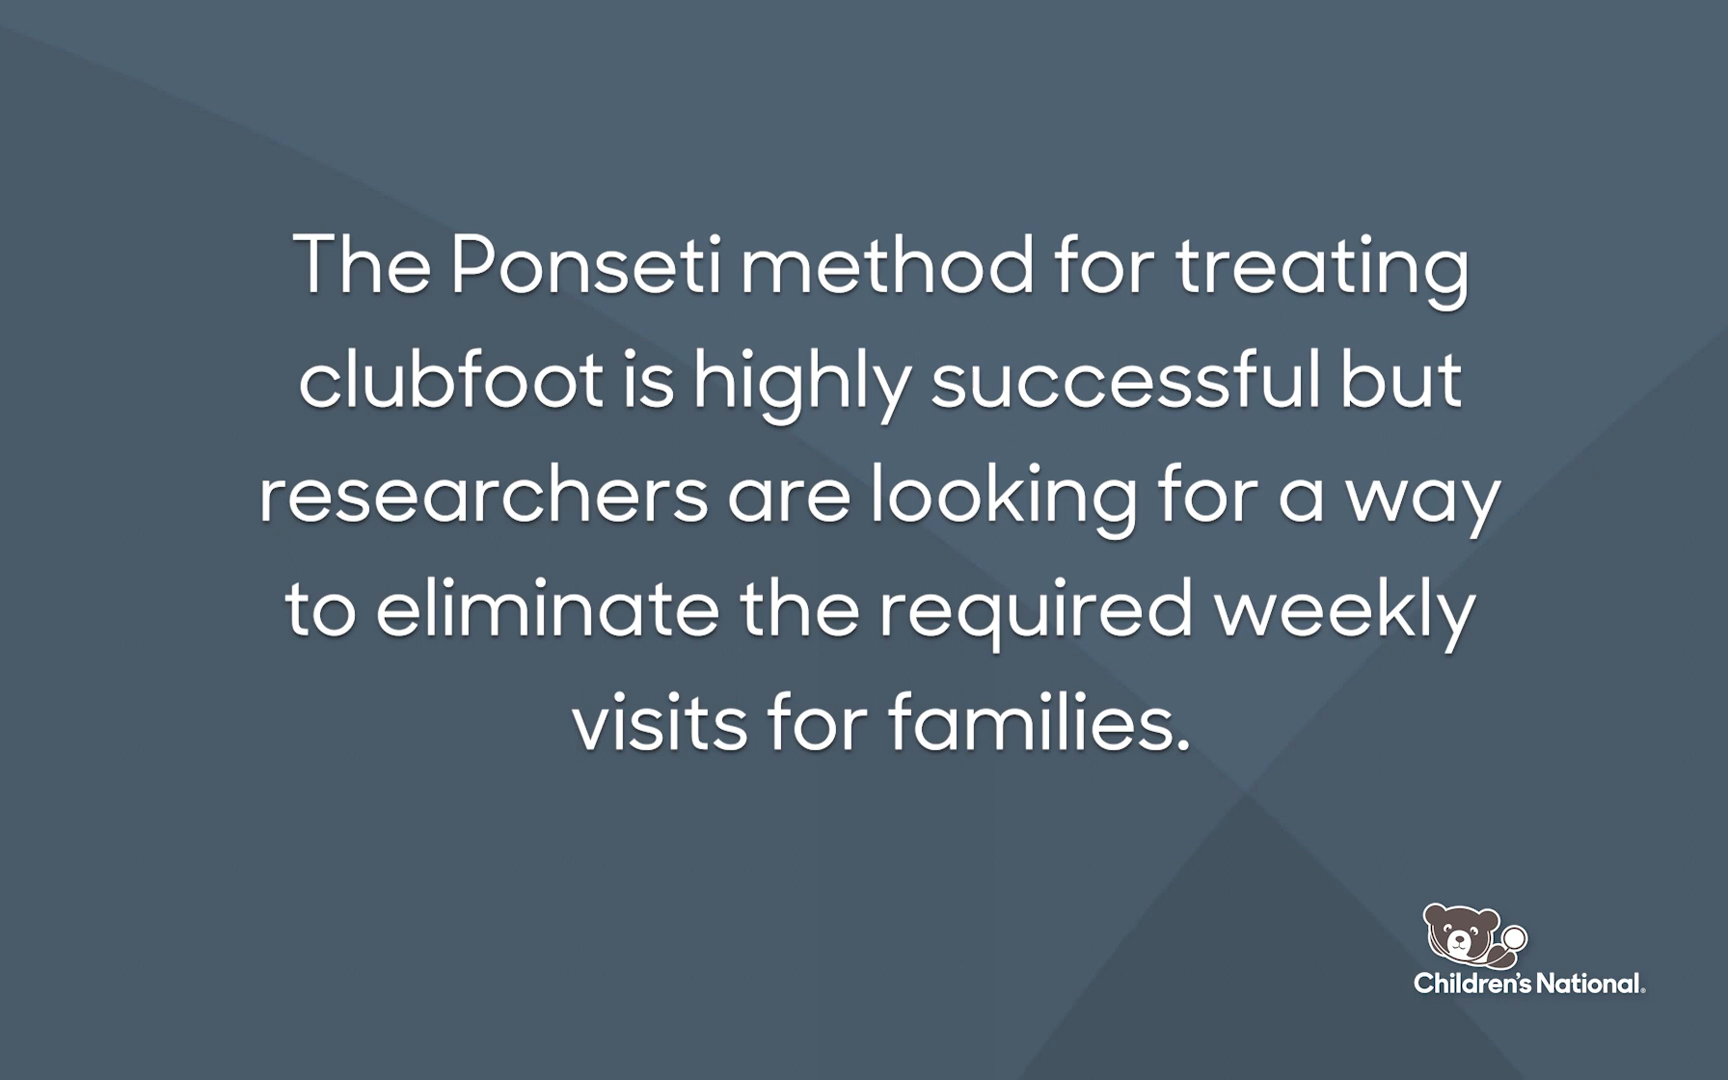 The Ponseti method for treating
clubfoot is highly successful but
researchers are looking for a way
to eliminate the required weekly
visits for families.
Children's National®